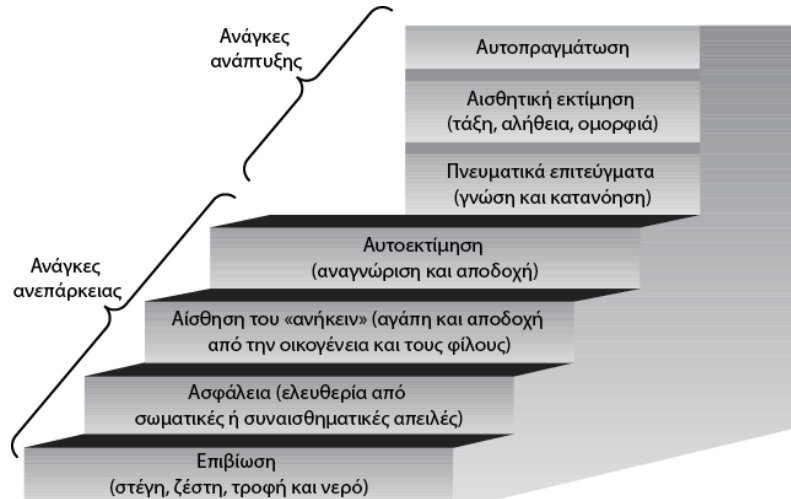 Ανάγκες
ανάπτυξης
Αυτοπραγμάτωση
Αισθητική εκτίμηση
(τάξη, αλήθεια, ομορφιά)
Πνευματικά επιτεύγματα
(γνώση και κατανόηση)
Ανάγκες
ανεπάρκειας
Αυτοεκτίμηση
(αναγνώριση και αποδοχή)
Αίσθηση του «ανήκειν» (αγάπη και αποδοχή
από την οικογένεια και τους φίλους)
Ασφάλεια (ελευθερία από
σωματικές ή συναισθηματικές απειλές)
Επιβίωση
(στέγη, ζέστη, τροφή και νερό)